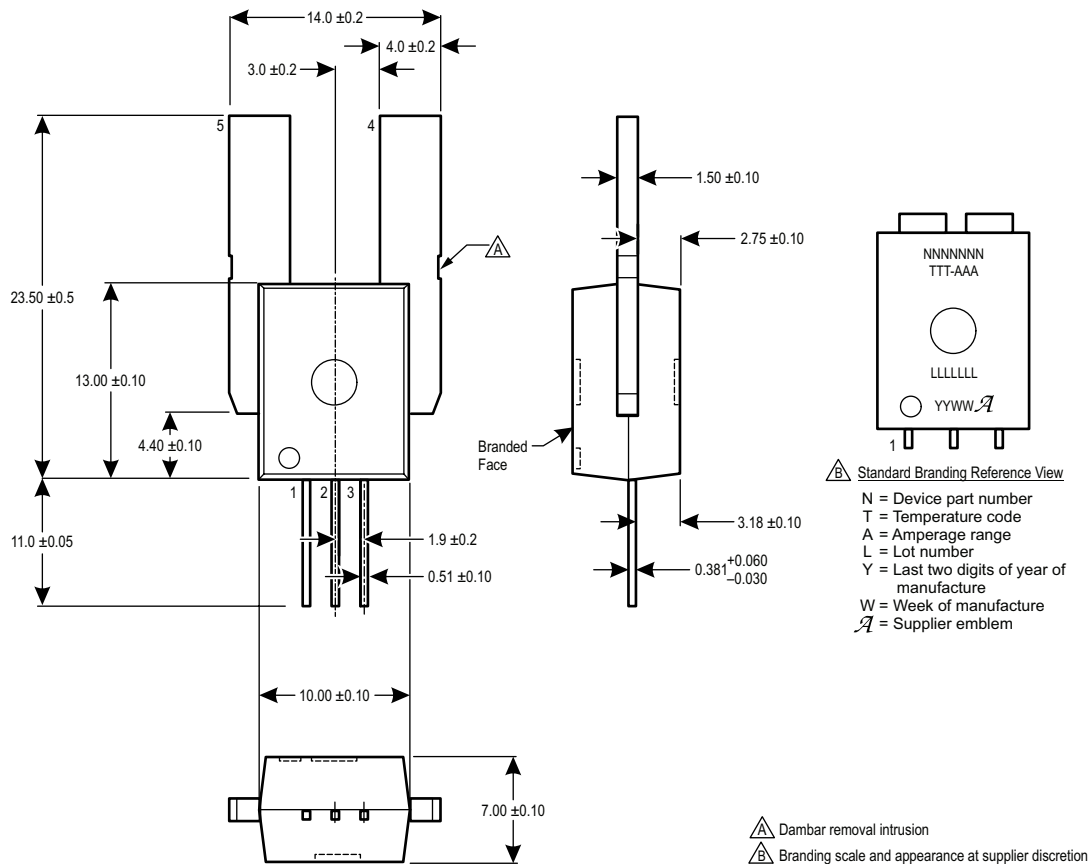 14.0 ±0.2
4.0 ±0.2
3.0 ±0.2
5
4
1.50 ±0.10
A
2.75 ±0.10
NNNNNNN
TTT-AAA
23.50 ±0.5
13.00 ±0.10
LLLLLLL
4.40 ±0.10
YYWW 𝒜
Branded
Face
1
B Standard Branding Reference View
1 2 3
N = Device part number
T = Temperature code
A = Amperage range
L = Lot number
Y = Last two digits of year of
manufacture
W = Week of manufacture
𝒜 = Supplier emblem
3.18 ±0.10
11.0 ±0.05
1.9 ±0.2
0.381 +0.060
–0.030
0.51 ±0.10
10.00 ±0.10
7.00 ±0.10
A Dambar removal intrusion
B Branding scale and appearance at supplier discretion